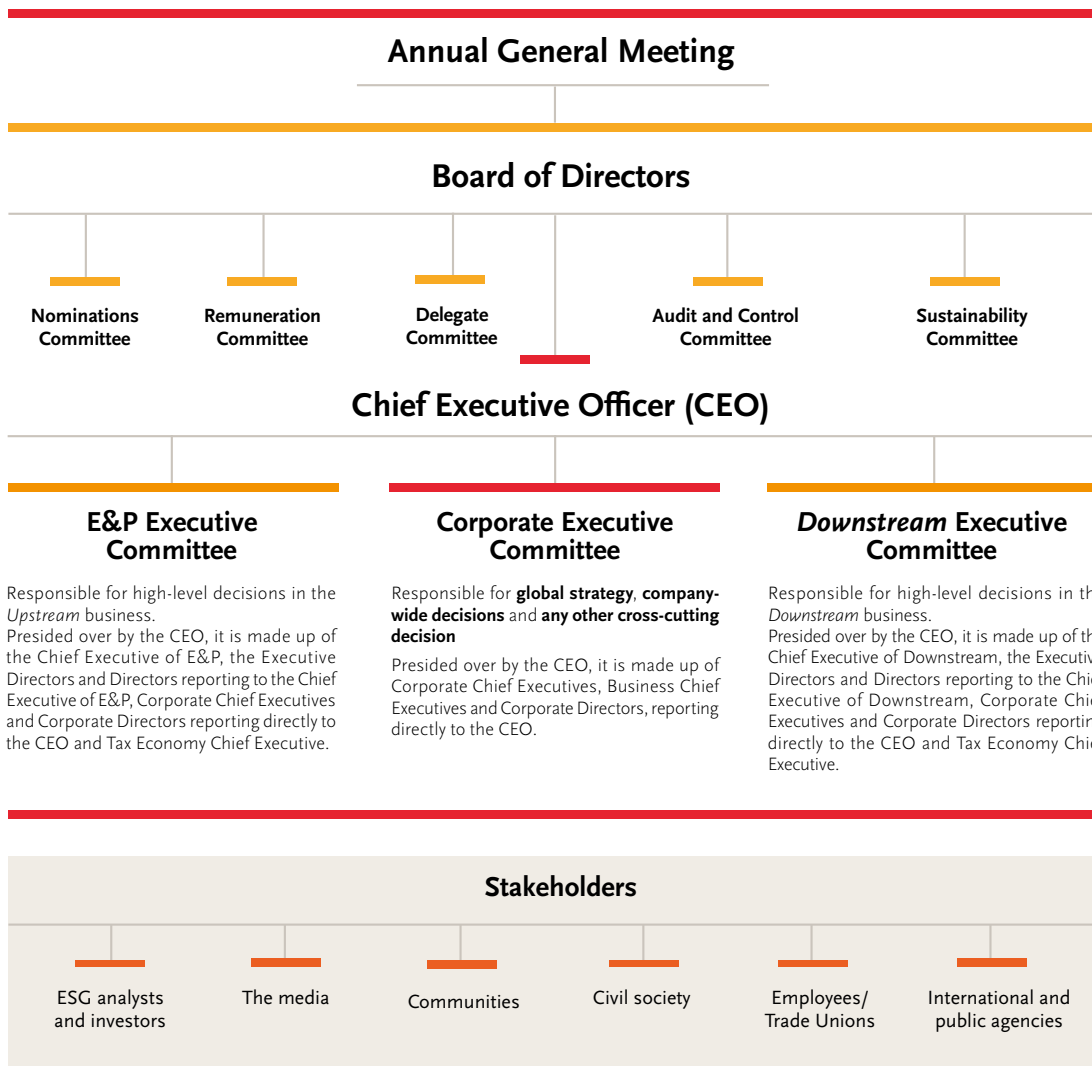 Annual General Meeting
Board of Directors
Nominations
Committee
Remuneration
Committee
Delegate
Committee
Audit and Control
Committee
Sustainability
Committee
Chief Executive Officer (CEO)
E&P Executive
Committee
Responsible for high-level decisions in the
Upstream business.
Presided over by the CEO, it is made up of
the Chief Executive of E&P, the Executive
Directors and Directors reporting to the Chief
Executive of E&P, Corporate Chief Executives
and Corporate Directors reporting directly to
the CEO and Tax Economy Chief Executive.
Corporate Executive
Committee
Responsible for global strategy, company-
wide decisions and any other cross-cutting
decision
Presided over by the CEO, it is made up of
Corporate Chief Executives, Business Chief
Executives and Corporate Directors, reporting
directly to the CEO.
Downstream Executive
Committee
Responsible for high-level decisions in
Downstream business.
Presided over by the CEO, it is made up of
Chief Executive of Downstream, the
Directors and Directors reporting to the
Executive of Downstream, Corporate
Executives and Corporate Directors
directly to the CEO and Tax Economy
Executive.
Stakeholders
ESG analysts
and investors
The media
Communities
Civil society
Employees/
Trade Unions
International and
public agencies